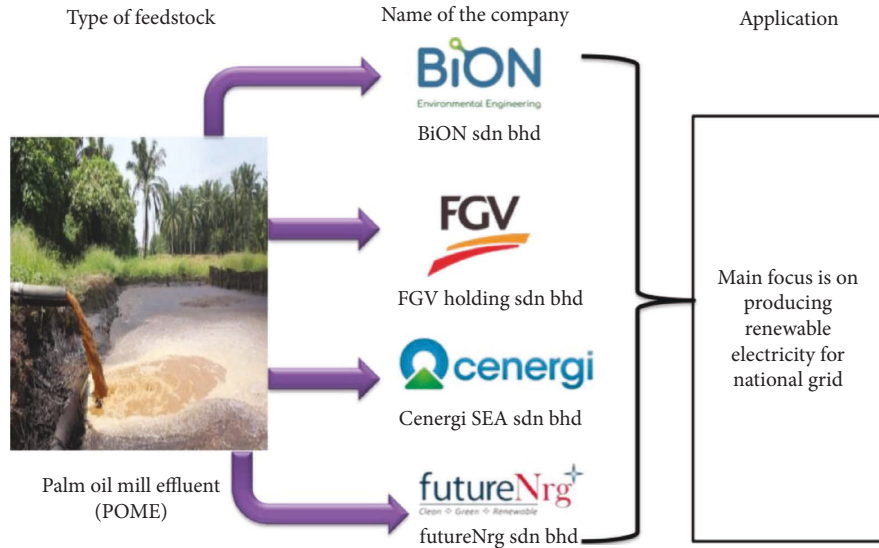 Type of feedstock
Name of the company
Application
BiON
Environmental Engineering
BiON sdn bhd
FGV
FGV holding sdn bhd
cenergi
Cenergi SEA sdn bhd
futureNrg
Clean Green Renewable
futureNrg sdn bhd
Palm oil mill effluent
(POME)
Main focus is on
producing
renewable
electricity for
national grid